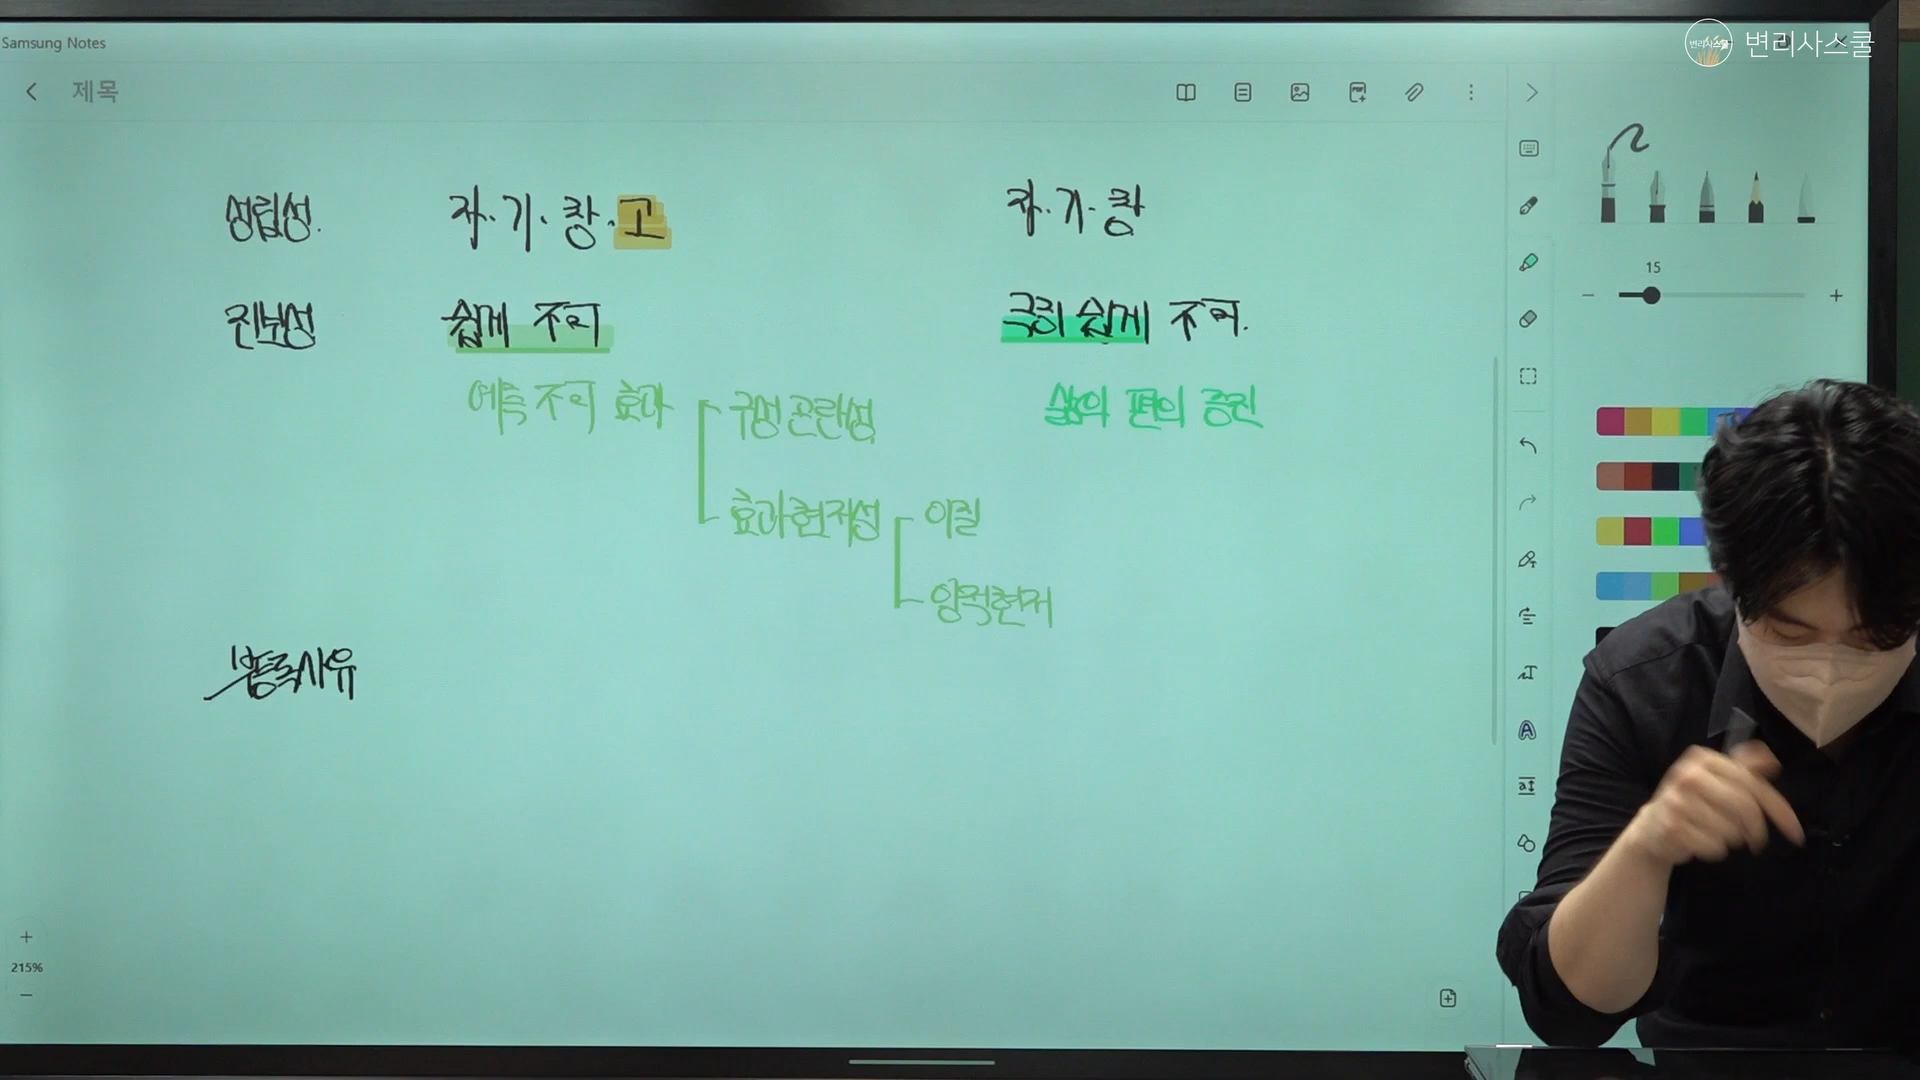 Samsung Notes
변리사스쿨
제목
성립성. 자·기·창·고 자·기·창
15
진보성 쉽게 不可 극히 쉽게 不可.
예측 不可 효과 구성곤란성 삶의 편의 증진
효과현저성 이질
양적현저
不등록사유
215%